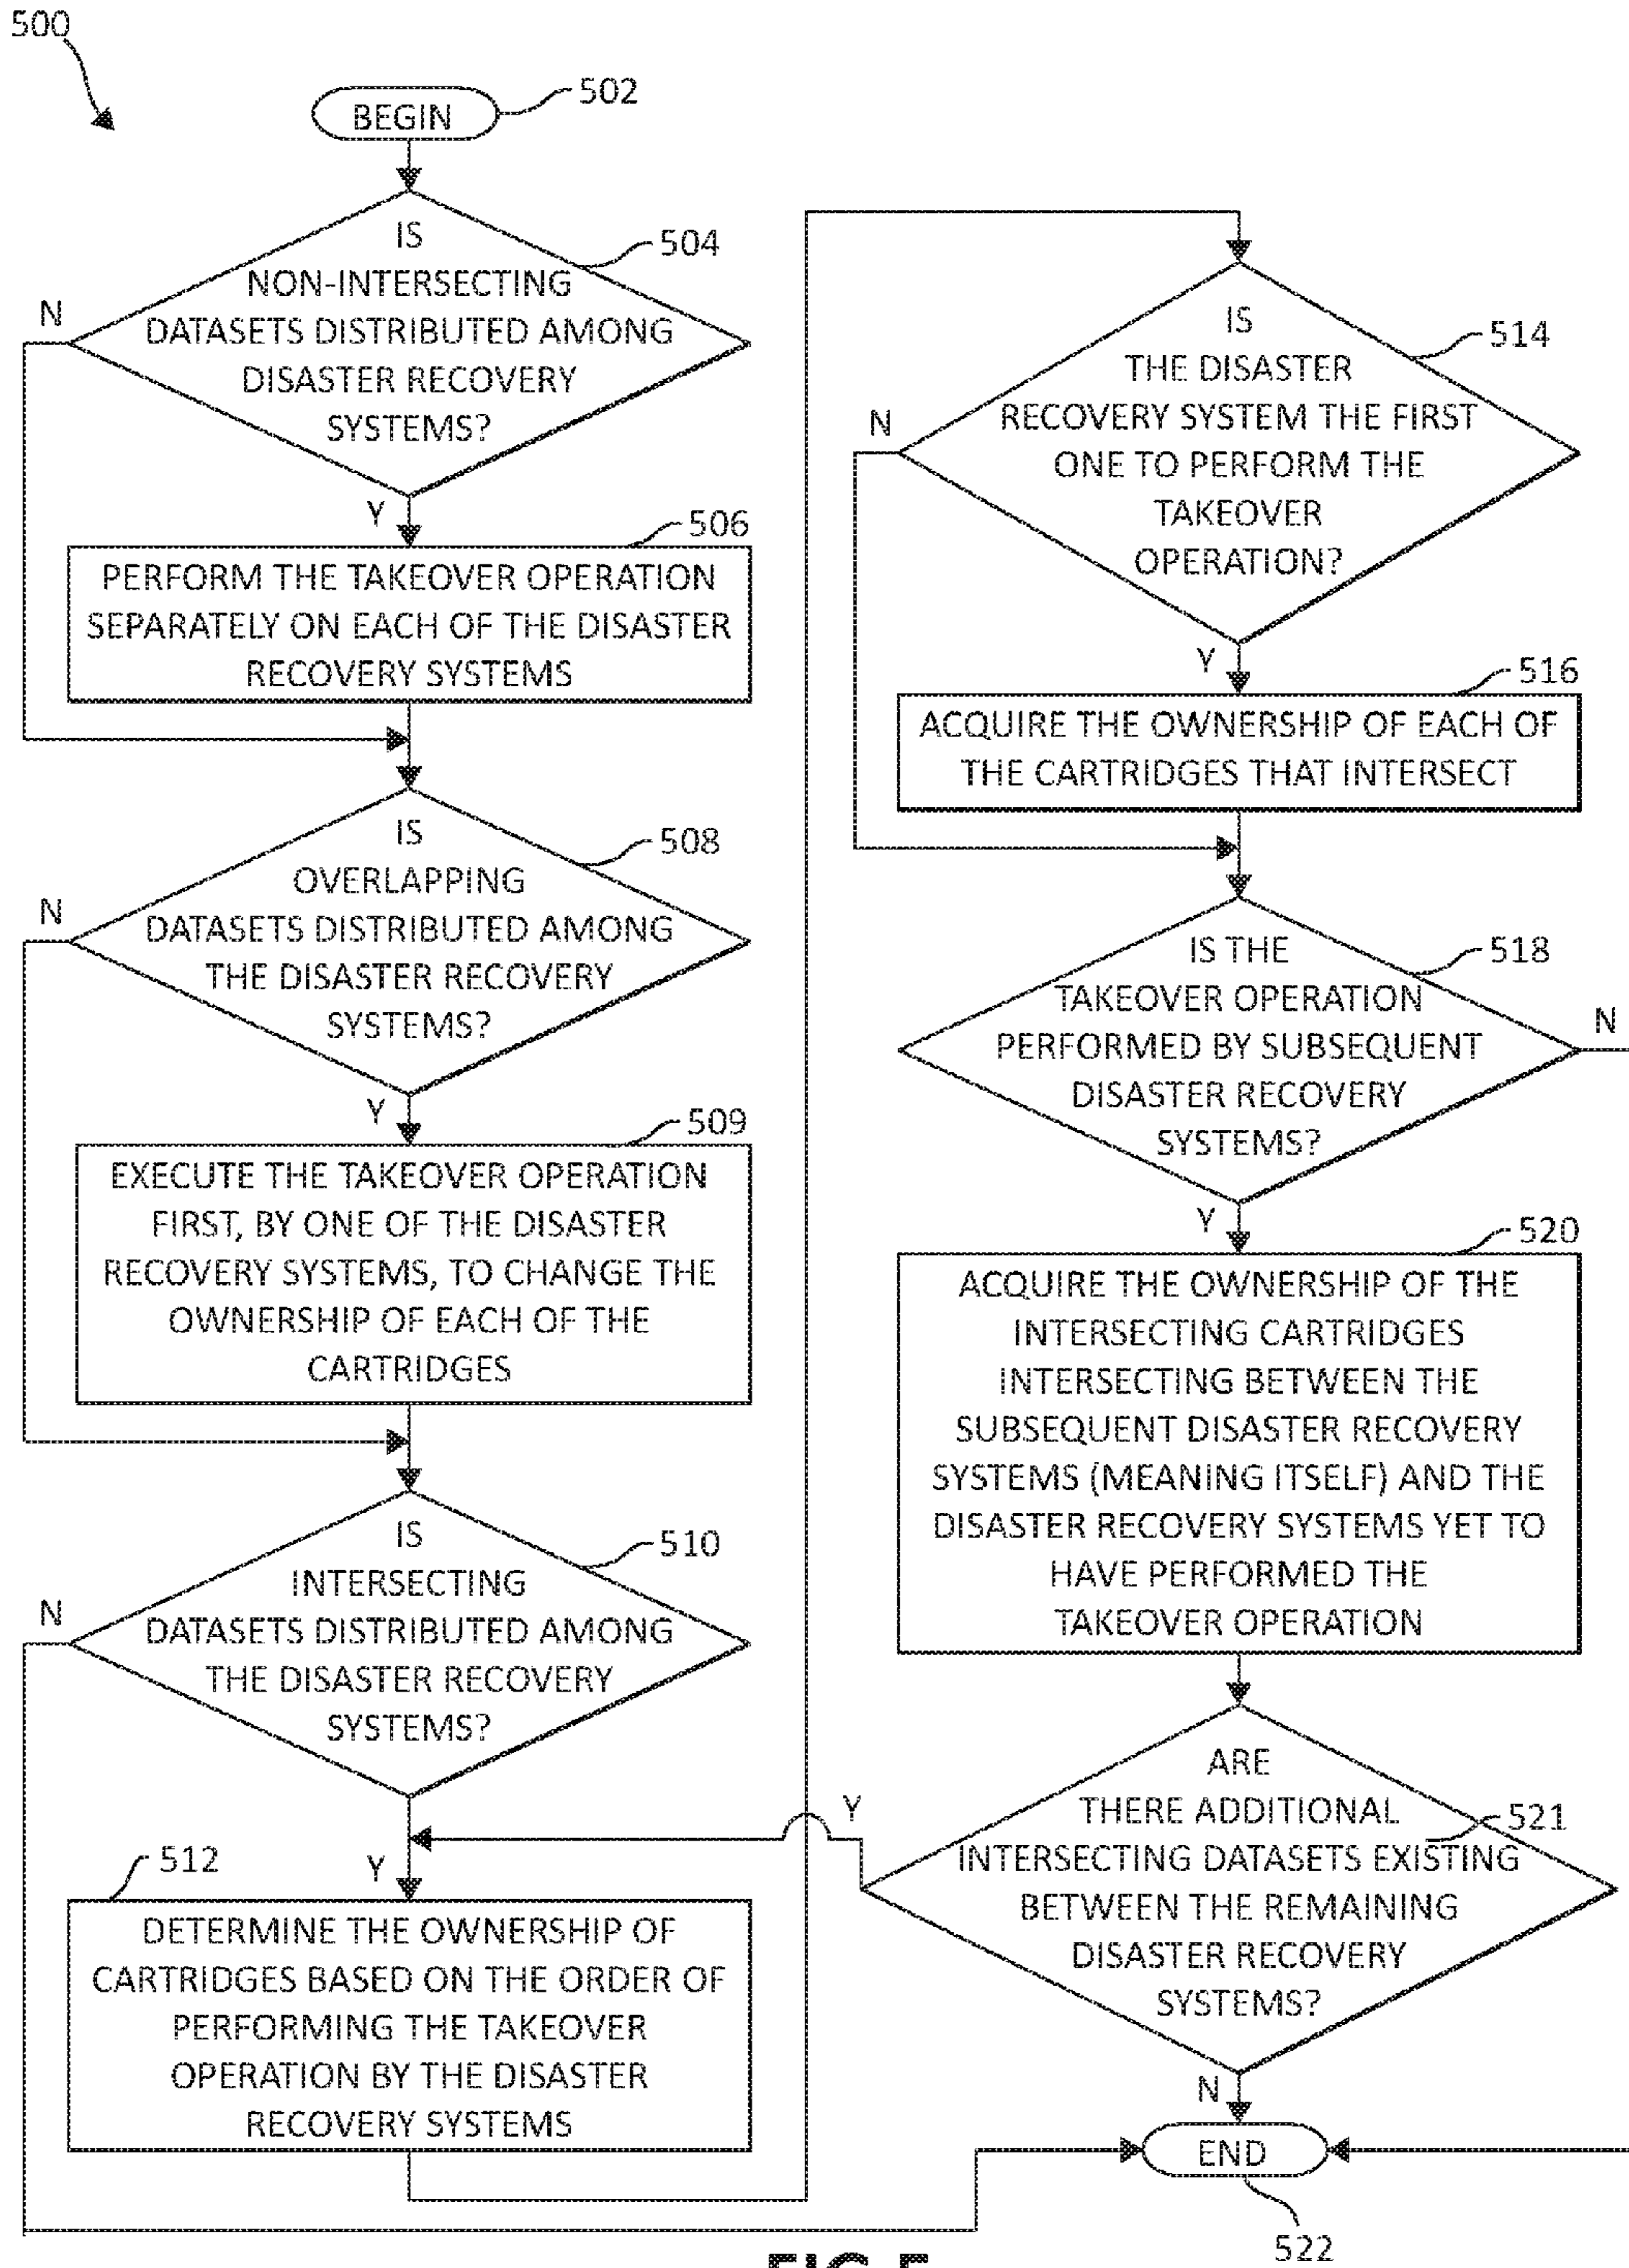 500
BEGIN
502
IS
NON-INTERSECTING
DATASETS DISTRIBUTED AMONG
DISASTER RECOVERY
SYSTEMS?
504
N
Y
506
PERFORM THE TAKEOVER OPERATION
SEPARATELY ON EACH OF THE DISASTER
RECOVERY SYSTEMS
IS
OVERLAPPING
DATASETS DISTRIBUTED AMONG
THE DISASTER RECOVERY
SYSTEMS?
508
N
Y
509
EXECUTE THE TAKEOVER OPERATION
FIRST, BY ONE OF THE DISASTER
RECOVERY SYSTEMS, TO CHANGE THE
OWNERSHIP OF EACH OF THE
CARTRIDGES
IS
INTERSECTING
DATASETS DISTRIBUTED AMONG
THE DISASTER RECOVERY
SYSTEMS?
510
N
Y
512
DETERMINE THE OWNERSHIP OF
CARTRIDGES BASED ON THE ORDER OF
PERFORMING THE TAKEOVER
OPERATION BY THE DISASTER
RECOVERY SYSTEMS
IS
THE DISASTER
RECOVERY SYSTEM THE FIRST
ONE TO PERFORM THE
TAKEOVER
OPERATION?
514
N
Y
516
ACQUIRE THE OWNERSHIP OF EACH OF
THE CARTRIDGES THAT INTERSECT
IS THE
TAKEOVER OPERATION
PERFORMED BY SUBSEQUENT
DISASTER RECOVERY
SYSTEMS?
518
N
Y
520
ACQUIRE THE OWNERSHIP OF THE
INTERSECTING CARTRIDGES
INTERSECTING BETWEEN THE
SUBSEQUENT DISASTER RECOVERY
SYSTEMS (MEANING ITSELF) AND THE
DISASTER RECOVERY SYSTEMS YET TO
HAVE PERFORMED THE
TAKEOVER OPERATION
ARE
THERE ADDITIONAL
INTERSECTING DATASETS EXISTING
BETWEEN THE REMAINING
DISASTER RECOVERY
SYSTEMS?
521
Y
N
END
522